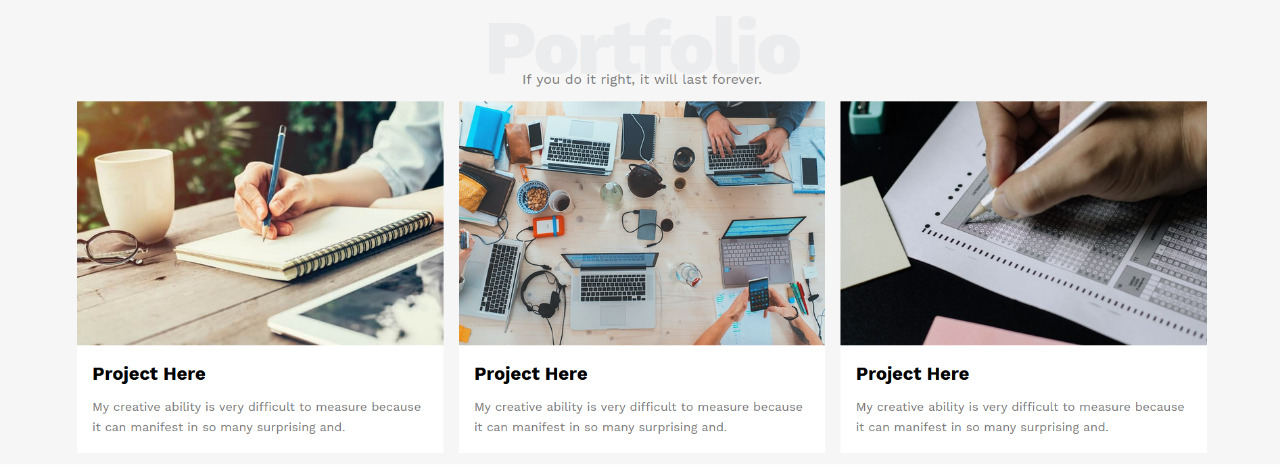 Portfolio
If you do it right, it will last forever.
Project Here
My creative ability is very difficult to measure because
it can manifest in so many surprising and.
Project Here
My creative ability is very difficult to measure because
it can manifest in so many surprising and.
Project Here
My creative ability is very difficult to measure because
it can manifest in so many surprising and.